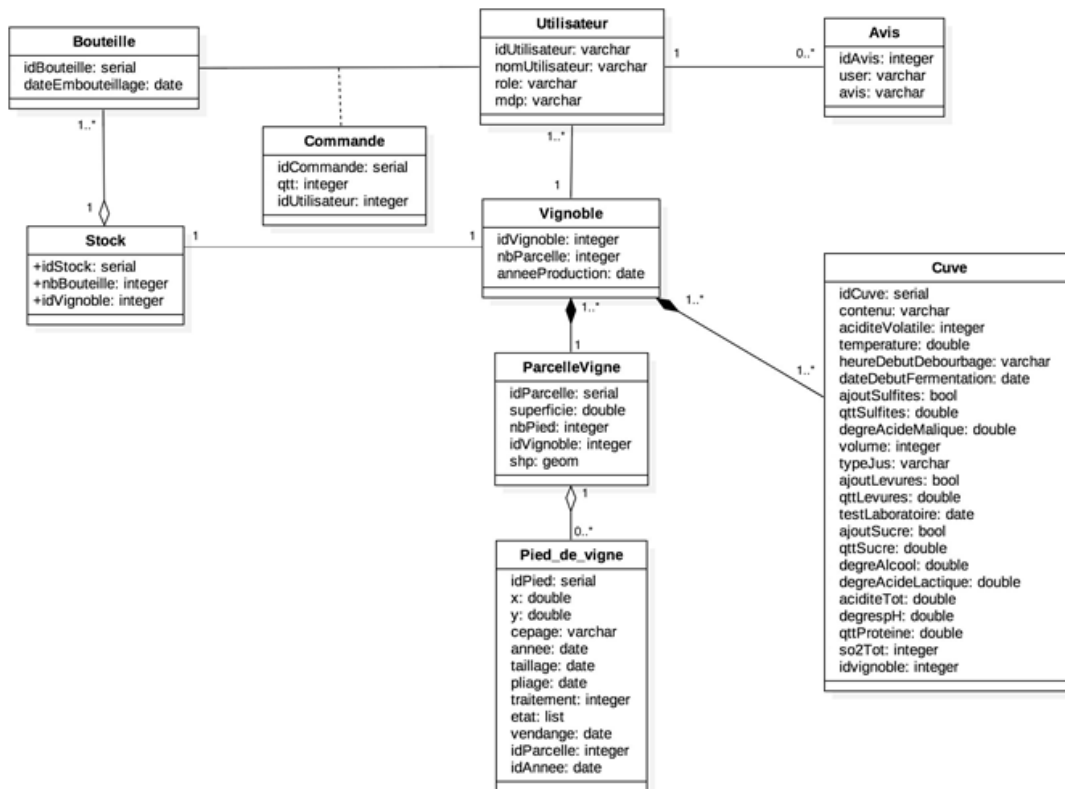 Bouteille
idBouteille: serial
dateEmbouteillage: date
Utilisateur
idUtilisateur: varchar
nomUtilisateur: varchar
role: varchar
mdp: varchar
1
0..*
Avis
idAvis: integer
user: varchar
avis: varchar
1..*
1
Commande
idCommande: serial
qtt: integer
idUtilisateur: integer
1..*
1
Stock
+idStock: serial
+nbBouteille: integer
+idVignoble: integer
1
1
Vignoble
idVignoble: integer
nbParcelle: integer
anneeProduction: date
1..*
1
1..*
1..*
ParcelleVigne
idParcelle: serial
superficie: double
nbPied: integer
idVignoble: integer
shp: geom
1
0..*
Pied_de_vigne
idPied: serial
x: double
y: double
cepage: varchar
annee: date
taillage: date
pliage: date
traitement: integer
etat: list
vendange: date
idParcelle: integer
idAnnee: date
Cuve
idCuve: serial
contenu: varchar
aciditeVolatile: integer
temperature: double
heureDebutDebourbage: varchar
dateDebutFermentation: date
ajoutSulfites: bool
qttSulfites: double
degreAcideMalique: double
volume: integer
typeJus: varchar
ajoutLevures: bool
qttLevures: double
testLaboratoire: date
ajoutSucre: bool
qttSucre: double
degreAlcool: double
degreAcideLactique: double
aciditeTot: double
degrespH: double
qttProteine: double
so2Tot: integer
idvignoble: integer